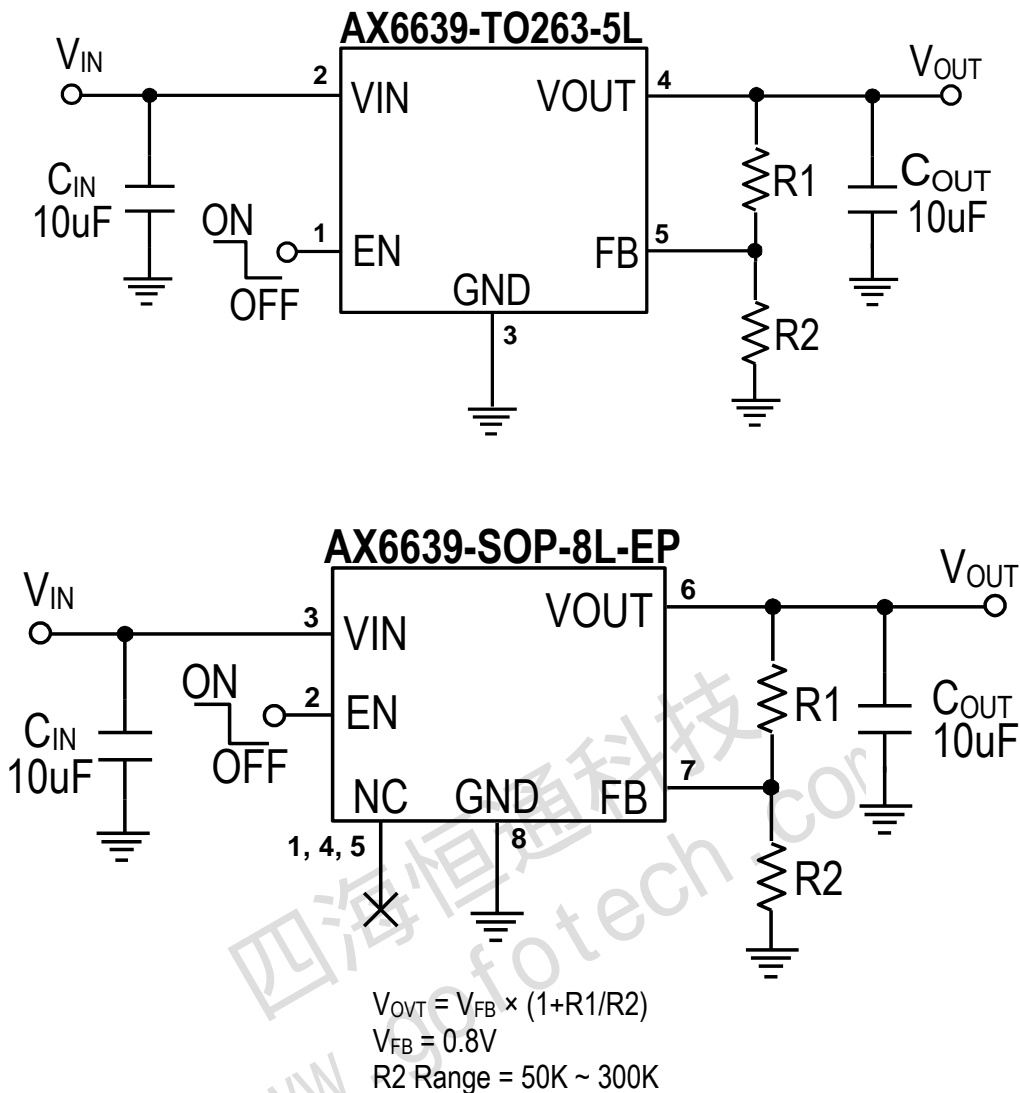 AX6639-TO263-5L
VIN
2
VIN
VOUT
4
VOUT
CIN
10uF
R1
COUT
10uF
ON
OFF
1
EN
FB
5
GND
3
R2
AX6639-SOP-8L-EP
VIN
3
VIN
VOUT
6
VOUT
CIN
10uF
ON
OFF
2
EN
R1
COUT
10uF
NC
GND
FB
7
1, 4, 5
8
R2
四海恒通科技
www.gofotech.com
VOVT = VFB × (1+R1/R2)
VFB = 0.8V
R2 Range = 50K ~ 300K